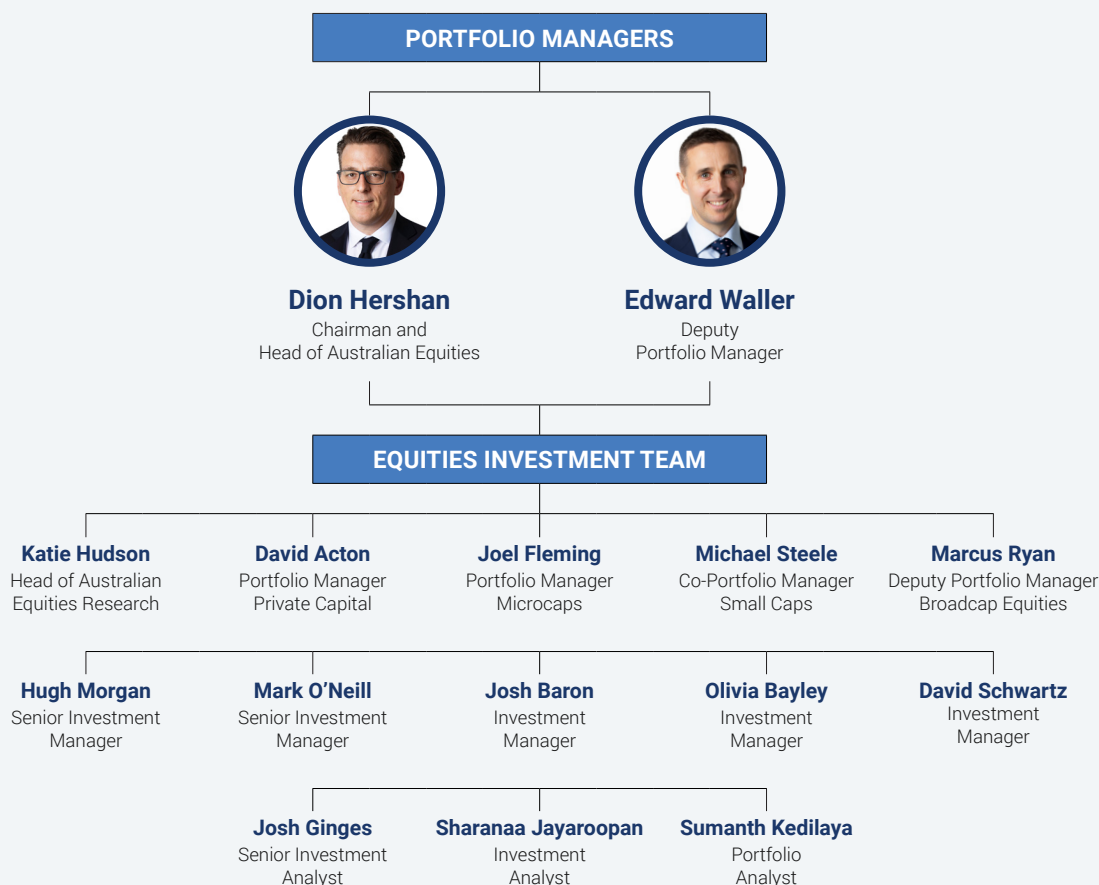 PORTFOLIO MANAGERS
Dion Hershan
Chairman and
Head of Australian Equities
Edward Waller
Deputy
Portfolio Manager
EQUITIES INVESTMENT TEAM
Katie Hudson
Head of Australian
Equities Research
David Acton
Portfolio Manager
Private Capital
Joel Fleming
Portfolio Manager
Microcaps
Michael Steele
Co-Portfolio Manager
Small Caps
Marcus Ryan
Deputy Portfolio Manager
Broadcap Equities
Hugh Morgan
Senior Investment
Manager
Mark O’Neill
Senior Investment
Manager
Josh Baron
Investment
Manager
Olivia Bayley
Investment
Manager
David Schwartz
Investment
Manager
Josh Ginges
Senior Investment
Analyst
Sharanaa Jayaroopan
Investment
Analyst
Sumanth Kedilaya
Portfolio
Analyst